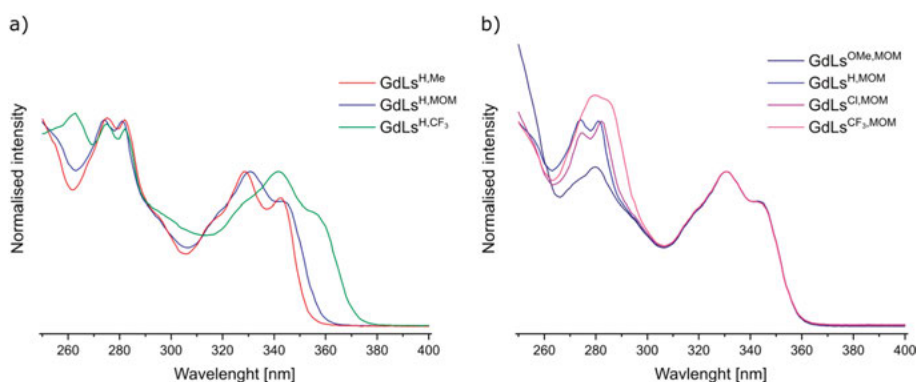 a)
GdLs^H,Me
GdLs^H,MOM
GdLs^H,CF₃
Normalised intensity
260 280 300 320 340 360 380 400
Wavelenght [nm]
b)
GdLs^OMe,MOM
GdLs^H,MOM
GdLs^Cl,MOM
GdLs^CF₃,MOM
Normalised intensity
260 280 300 320 340 360 380 400
Wavelenght [nm]